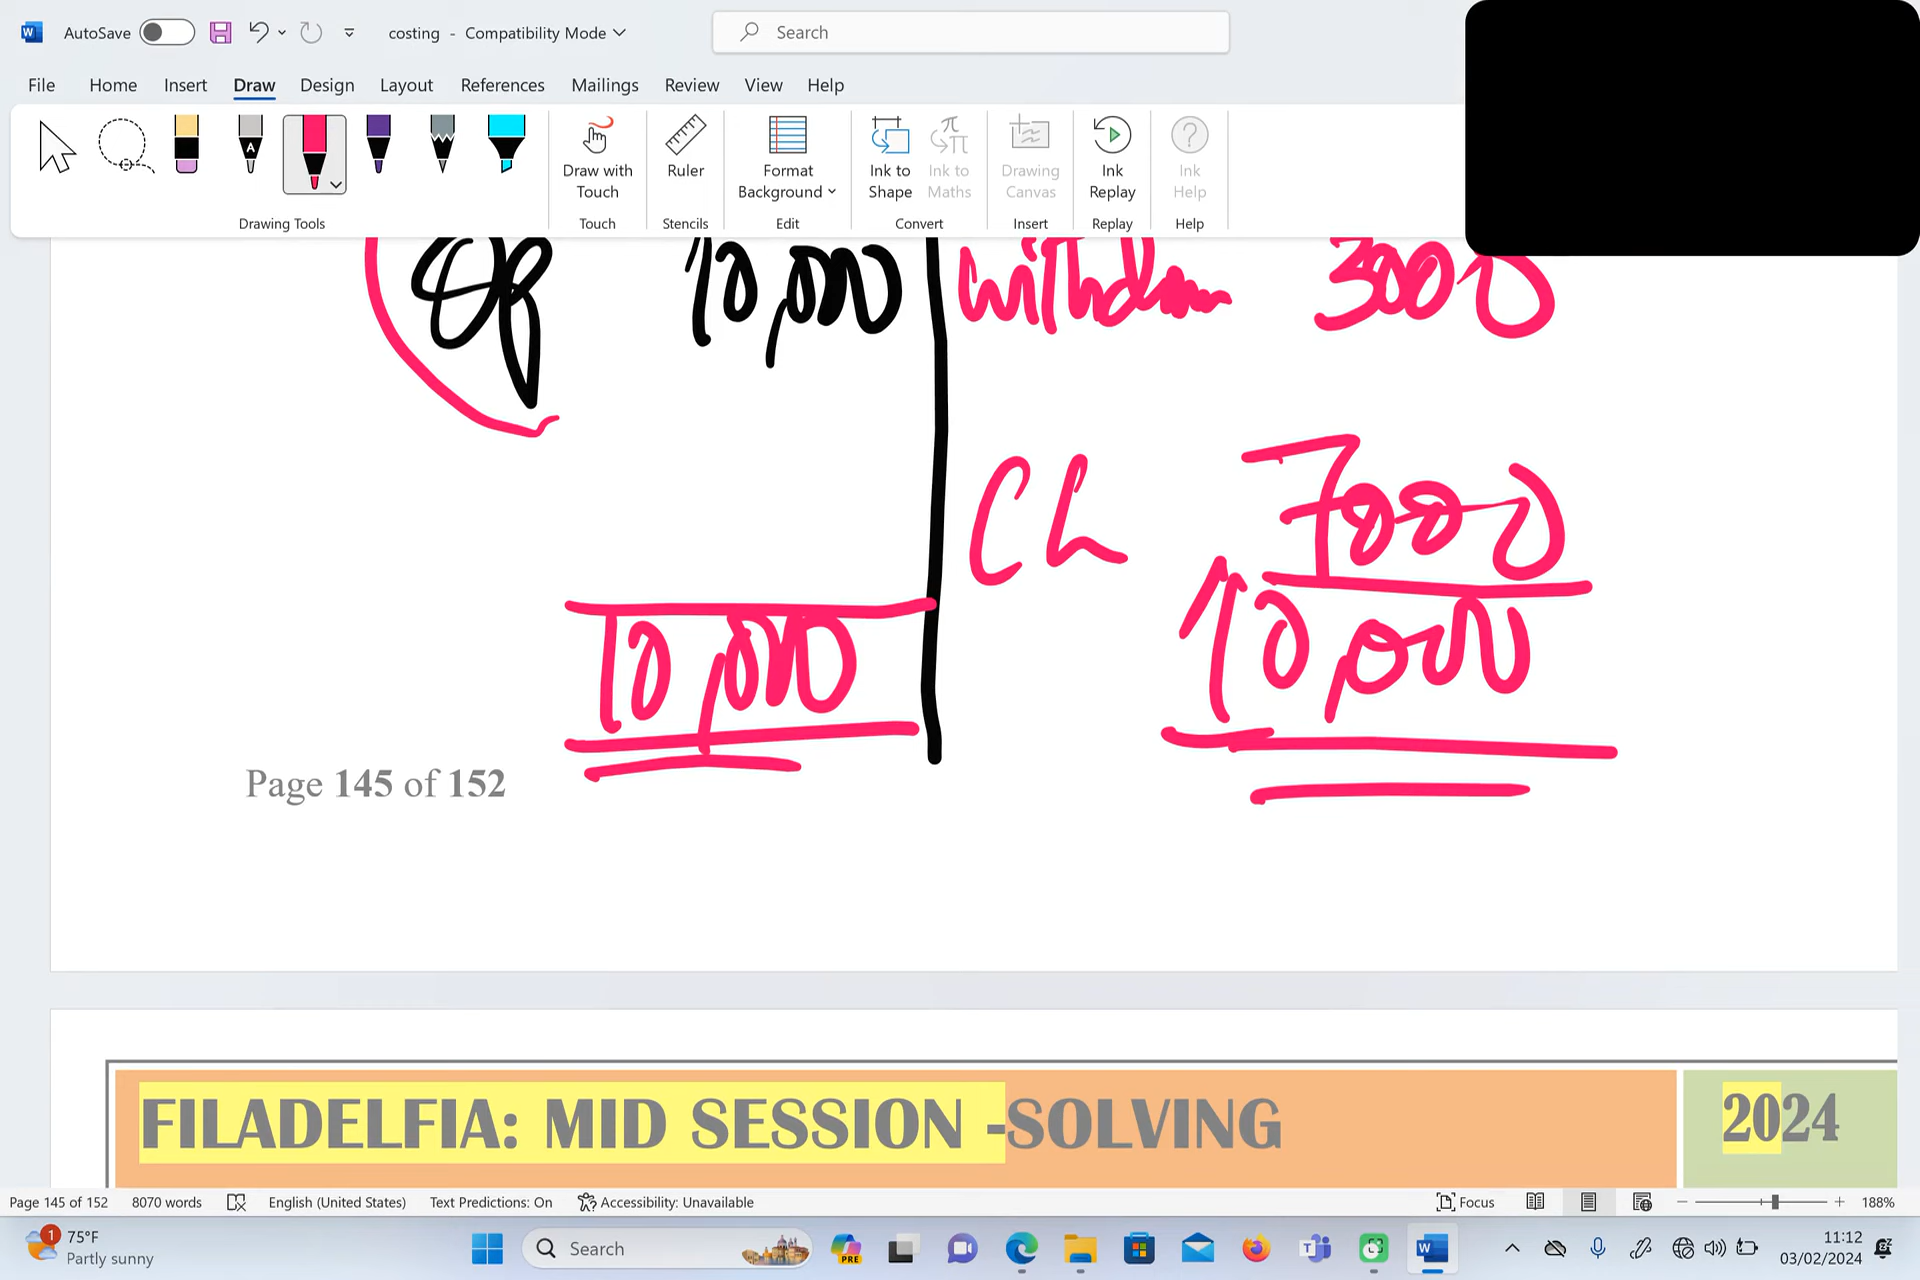 AutoSave costing - Compatibility Mode Search
File Home Insert Draw Design Layout References Mailings Review View Help
Draw with Touch Ruler Format Background Ink to Shape Ink to Maths Drawing Canvas Ink Replay Ink Help
Drawing Tools Touch Stencils Edit Convert Insert Replay Help
10,000 withdraw 3000
7000
10,000 10,000
Page 145 of 152
FILADELFIA: MID SESSION -SOLVING 2024
Page 145 of 152 8070 words English (United States) Text Predictions: On Accessibility: Unavailable Focus 188%
1 75°F Search PRE 11:12
Partly sunny 03/02/2024